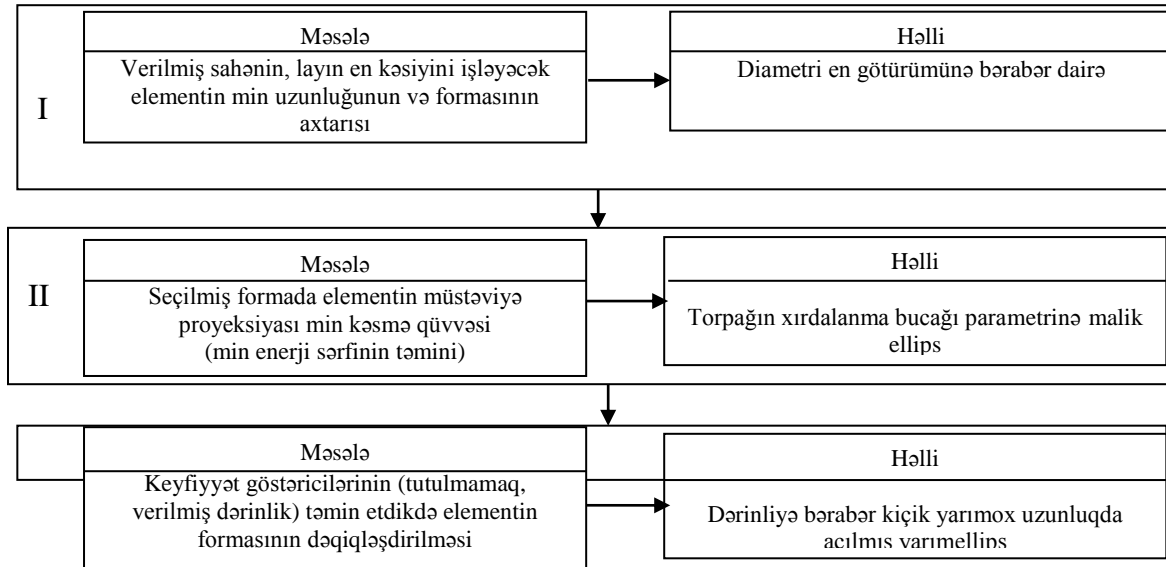 I
Məsələ
Verilmiş sahənin, layın en kəsiyini işləyəcək
elementin min uzunluğunun və formasının
axtarısı
Həlli
Diametri en götürümünə bərabər dairə
II
Məsələ
Seçilmiş formada elementin müstəviyə
proyeksiyası min kəsmə qüvvəsi
(min enerji sərfinin təmini)
Həlli
Torpağın xırdalanma bucağı parametrinə malik
ellips
Məsələ
Keyfiyyət göstəricilərinin (tutulmamaq,
verilmiş dərinlik) təmin etdikdə elementin
formasının dəqiqləşdirilməsi
Həlli
Dərinliyə bərabər kiçik yarımox uzunluqda
açılmış yarımellips